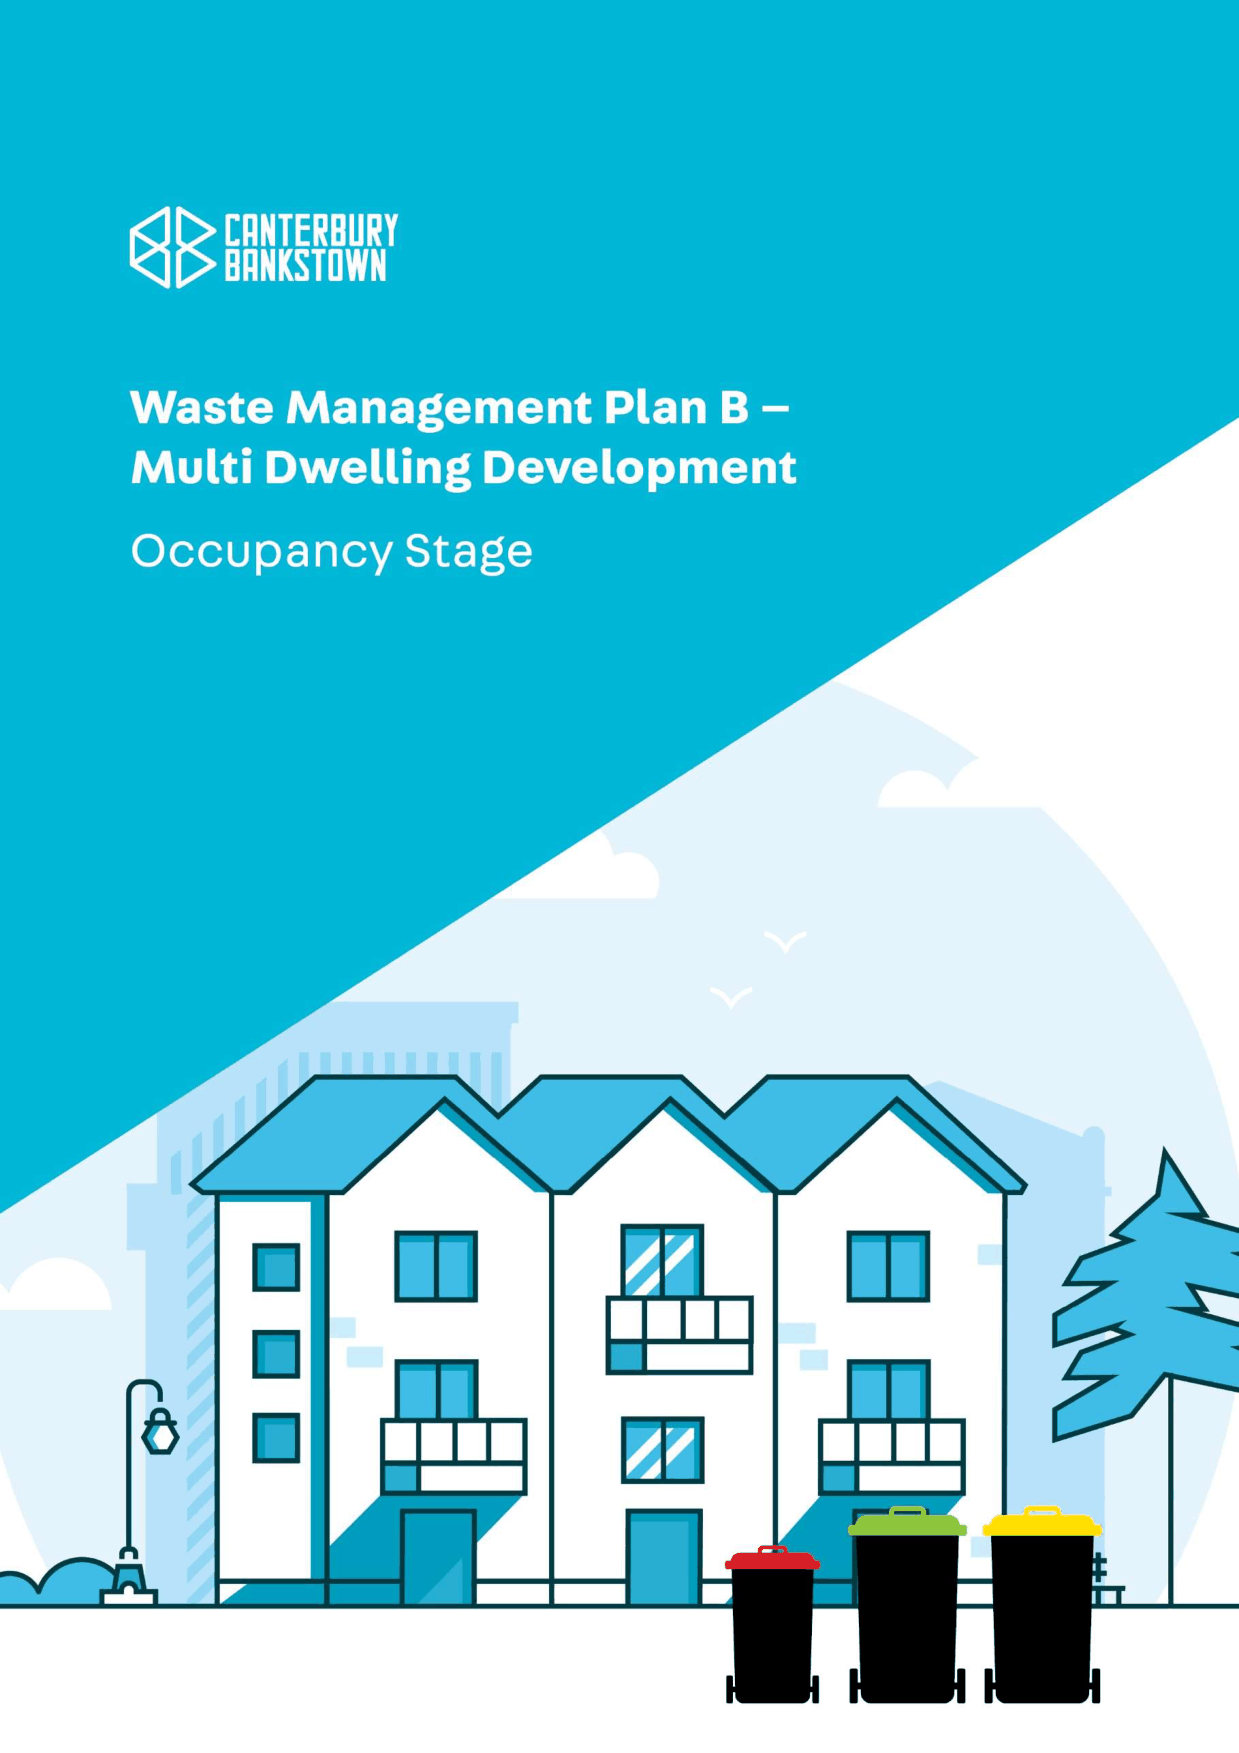 CANTERBURY
BANKSTOWN
Waste Management Plan B –
Multi Dwelling Development
Occupancy Stage